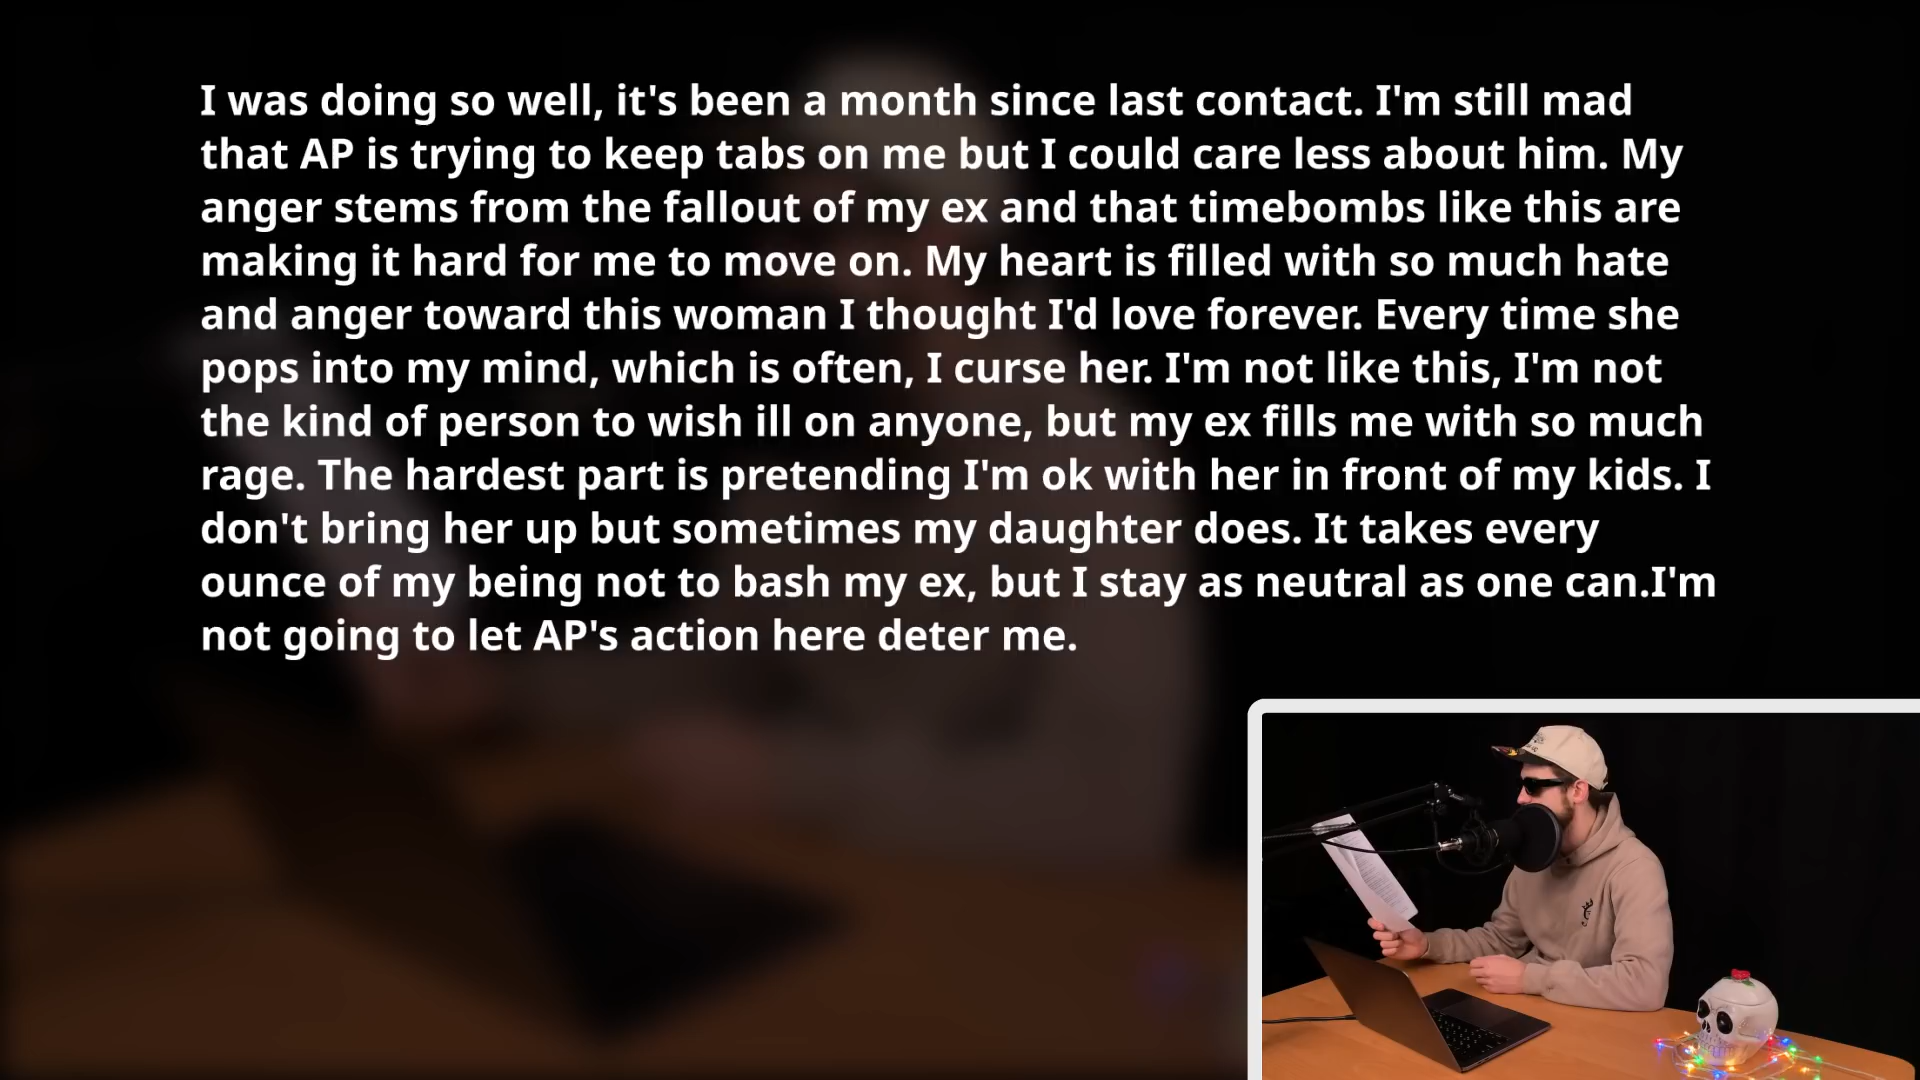 I was doing so well, it's been a month since last contact. I'm still mad
that AP is trying to keep tabs on me but I could care less about him. My
anger stems from the fallout of my ex and that timebombs like this are
making it hard for me to move on. My heart is filled with so much hate
and anger toward this woman I thought I'd love forever. Every time she
pops into my mind, which is often, I curse her. I'm not like this, I'm not
the kind of person to wish ill on anyone, but my ex fills me with so much
rage. The hardest part is pretending I'm ok with her in front of my kids. I
don't bring her up but sometimes my daughter does. It takes every
ounce of my being not to bash my ex, but I stay as neutral as one can.I'm
not going to let AP's action here deter me.